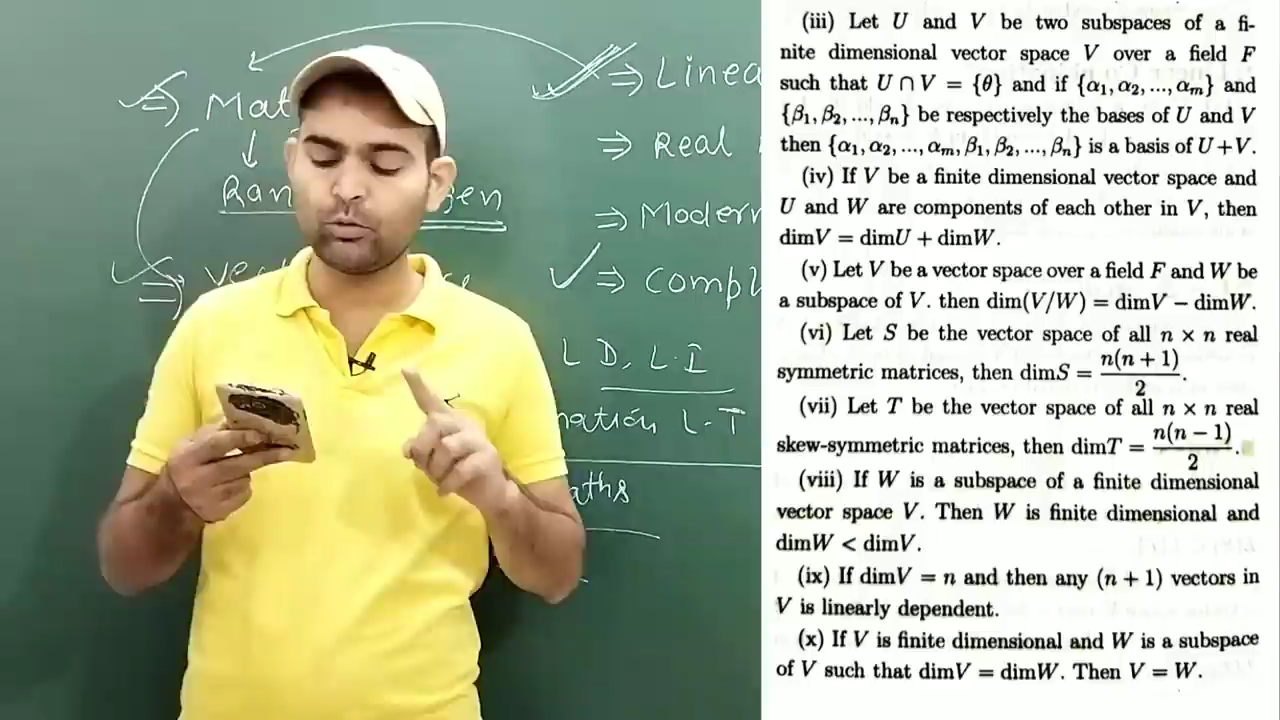 ⇒ Mat
Ran
gen
⇒
⇒ Linea
⇒ Real
⇒ Modern
⇒ Compl
L D, L.I
L.T
(iii) Let U and V be two subspaces of a fi-
nite dimensional vector space V over a field F
such that U ∩ V = {θ} and if {α₁, α₂, ..., αₘ} and
{β₁, β₂, ..., βₙ} be respectively the bases of U and V
then {α₁, α₂, ..., αₘ, β₁, β₂, ..., βₙ} is a basis of U+V.
(iv) If V be a finite dimensional vector space and
U and W are components of each other in V, then
dimV = dimU + dimW.
(v) Let V be a vector space over a field F and W be
a subspace of V. then dim(V/W) = dimV − dimW.
(vi) Let S be the vector space of all n × n real
symmetric matrices, then dimS = n(n + 1)/2.
(vii) Let T be the vector space of all n × n real
skew-symmetric matrices, then dimT = n(n − 1)/2.
(viii) If W is a subspace of a finite dimensional
vector space V. Then W is finite dimensional and
dimW < dimV.
(ix) If dimV = n and then any (n + 1) vectors in
V is linearly dependent.
(x) If V is finite dimensional and W is a subspace
of V such that dimV = dimW. Then V = W.